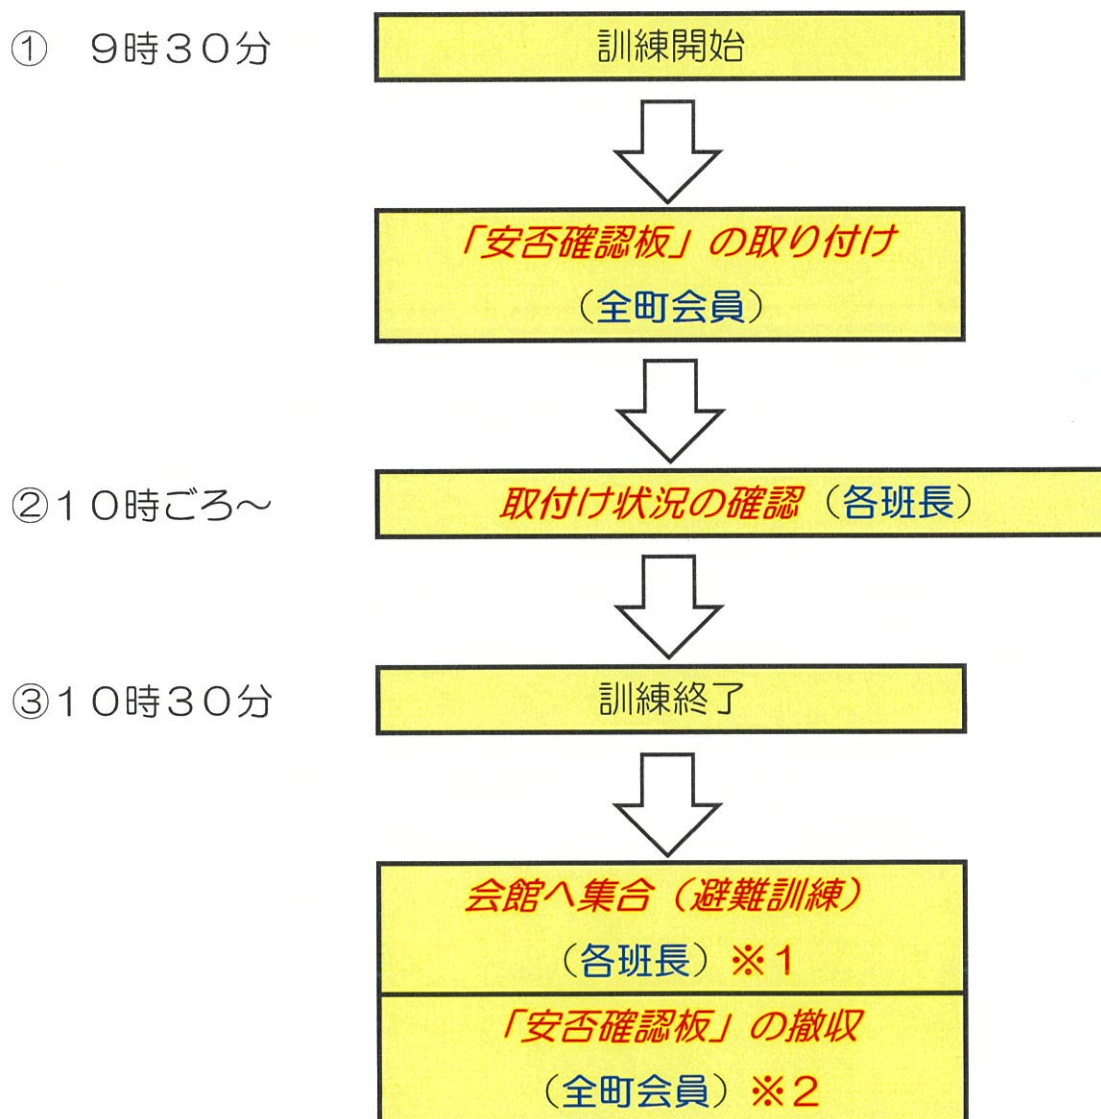 ①　９時３０分
訓練開始
「安否確認板」の取り付け
（全町会員）
②１０時ごろ～
取付け状況の確認（各班長）
③１０時３０分
訓練終了
会館へ集合（避難訓練）
（各班長）※１
「安否確認板」の撤収
（全町会員）※２